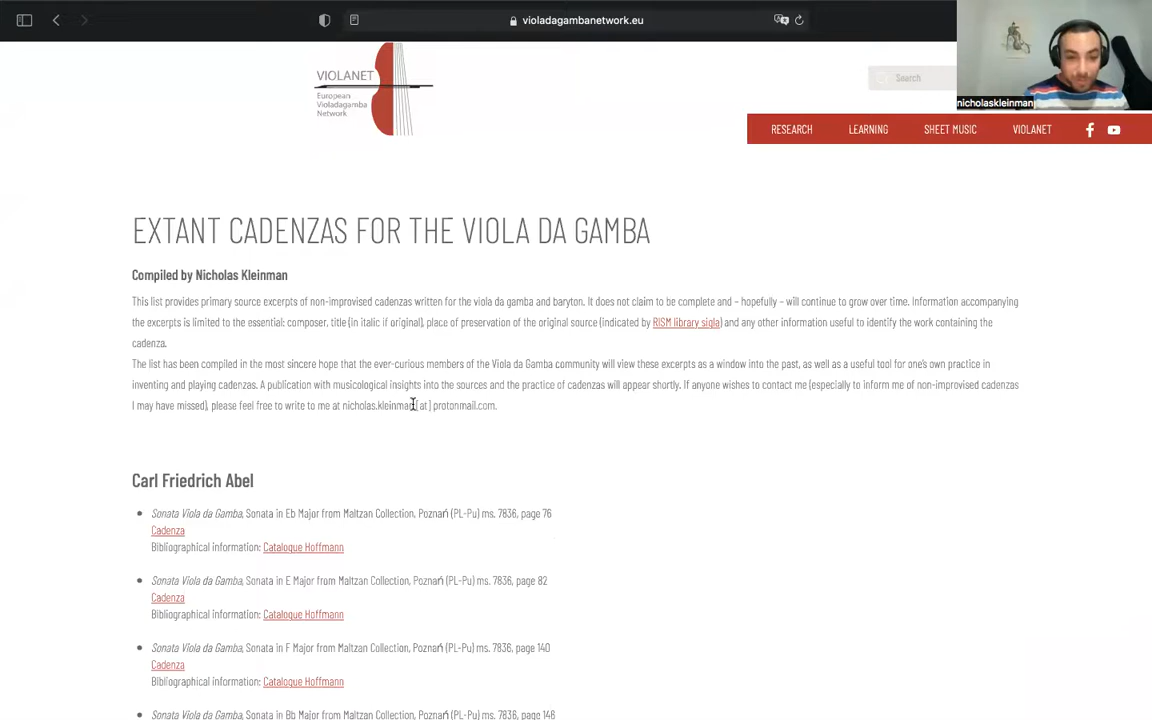 violadagambanetwork.eu
nicholaskleinman
VIOLANET
European
Violadagamba
Network
Search
RESEARCH LEARNING SHEET MUSIC VIOLANET
EXTANT CADENZAS FOR THE VIOLA DA GAMBA
Compiled by Nicholas Kleinman
This list provides primary source excerpts of non-improvised cadenzas written for the viola da gamba and baryton. It does not claim to be complete and – hopefully – will continue to grow over time. Information accompanying
the excerpts is limited to the essential: composer, title (in italic if original), place of preservation of the original source (indicated by RISM library sigla) and any other information useful to identify the work containing the
cadenza.
The list has been compiled in the most sincere hope that the ever-curious members of the Viola da Gamba community will view these excerpts as a window into the past, as well as a useful tool for one's own practice in
inventing and playing cadenzas. A publication with musicological insights into the sources and the practice of cadenzas will appear shortly. If anyone wishes to contact me (especially to inform me of non-improvised cadenzas
I may have missed), please feel free to write to me at nicholas.kleinman [at] protonmail.com.
Carl Friedrich Abel
Sonata Viola da Gamba, Sonata in Eb Major from Maltzan Collection, Poznań (PL-Pu) ms. 7836, page 76
Cadenza
Bibliographical information: Catalogue Hoffmann
Sonata Viola da Gamba, Sonata in E Major from Maltzan Collection, Poznań (PL-Pu) ms. 7836, page 82
Cadenza
Bibliographical information: Catalogue Hoffmann
Sonata Viola da Gamba, Sonata in F Major from Maltzan Collection, Poznań (PL-Pu) ms. 7836, page 140
Cadenza
Bibliographical information: Catalogue Hoffmann
Sonata Viola da Gamba, Sonata in Bb Major from Maltzan Collection, Poznań (PL-Pu) ms. 7836, page 146